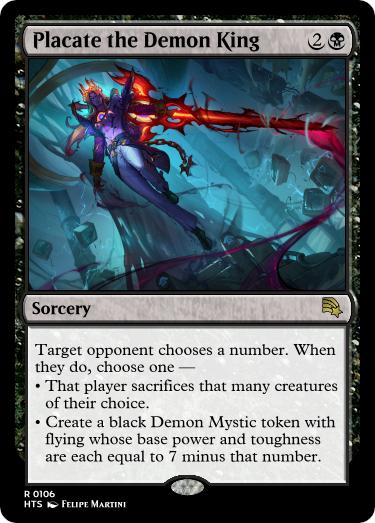 Placate the Demon King 2
Sorcery
Target opponent chooses a number. When
they do, choose one —
• That player sacrifices that many creatures
of their choice.
• Create a black Demon Mystic token with
flying whose base power and toughness
are each equal to 7 minus that number.
R 0106
HTS Felipe Martini